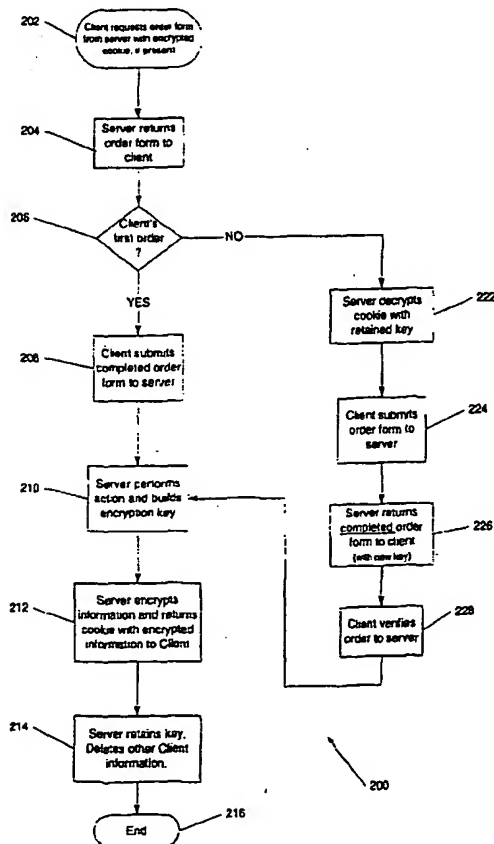 202
Client requests order form
from server with encrypted
cookie, if present
204
Server returns
order form to
client
206
Client's
first order
?
NO
YES
222
Server decrypts
cookie with
retained key
208
Client submits
completed order
form to server
224
Client submits
order form to
server
210
Server performs
action and builds
encryption key
226
Server returns
completed order
form to client
(with new key)
212
Server encrypts
information and returns
cookie with encrypted
information to Client
228
Client verifies
order to server
214
Server retains key,
Deletes other Client
information.
200
End
216